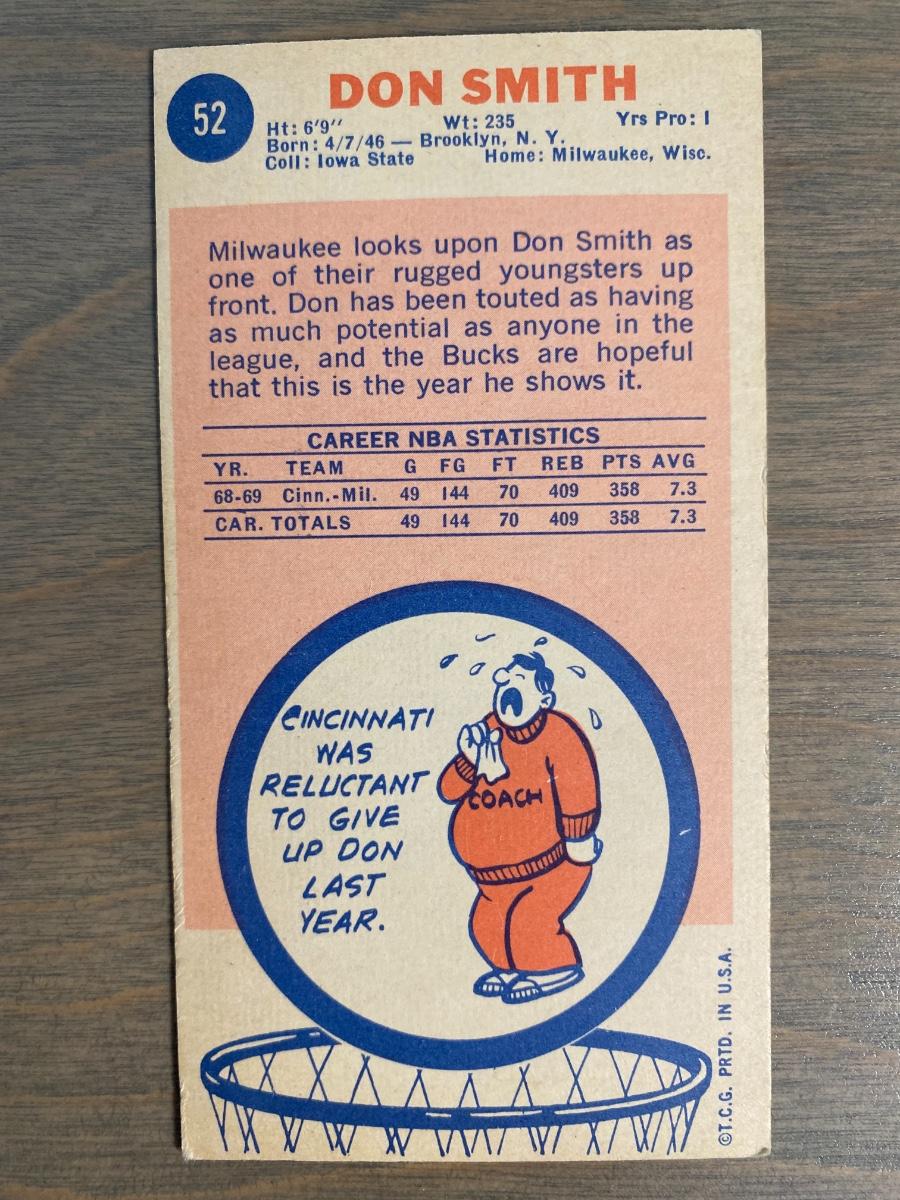 52
DON SMITH
Ht: 6'9" Wt: 235 Yrs Pro: 1
Born: 4/7/46 — Brooklyn, N. Y.
Coll: Iowa State Home: Milwaukee, Wisc.
Milwaukee looks upon Don Smith as
one of their rugged youngsters up
front. Don has been touted as having
as much potential as anyone in the
league, and the Bucks are hopeful
that this is the year he shows it.
CAREER NBA STATISTICS
YR. TEAM G FG FT REB PTS AVG
68-69 Cinn.-Mil. 49 144 70 409 358 7.3
CAR. TOTALS 49 144 70 409 358 7.3
CINCINNATI
WAS
RELUCTANT
TO GIVE
UP DON
LAST
YEAR.
COACH
©T.C.G. PRTD. IN U.S.A.